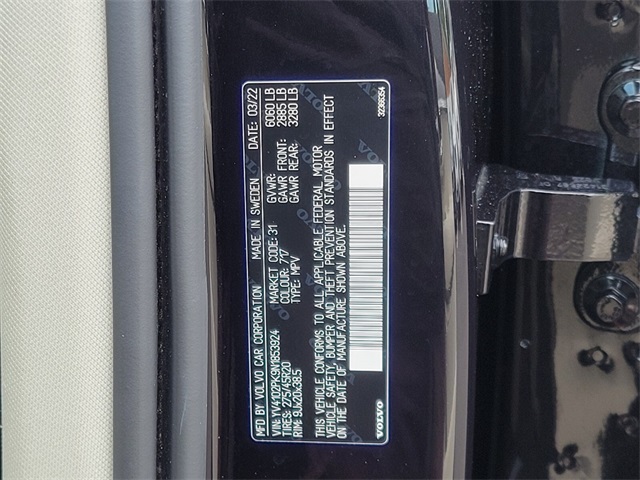 MFD BY VOLVO CAR CORPORATION MADE IN SWEDEN DATE: 03/22
VIN: YV4102PK9N1853924 MARKET CODE: 31 GVWR: 6060 LB
TIRES: 275/45R20 COLOUR: 717 GAWR FRONT: 2885 LB
RIM: 9Jx20x38.5 TYPE: MPV GAWR REAR: 3280 LB
THIS VEHICLE CONFORMS TO ALL APPLICABLE FEDERAL MOTOR
VEHICLE SAFETY, BUMPER AND THEFT PREVENTION STANDARDS IN EFFECT
ON THE DATE OF MANUFACTURE SHOWN ABOVE.
VOLVO 32365354